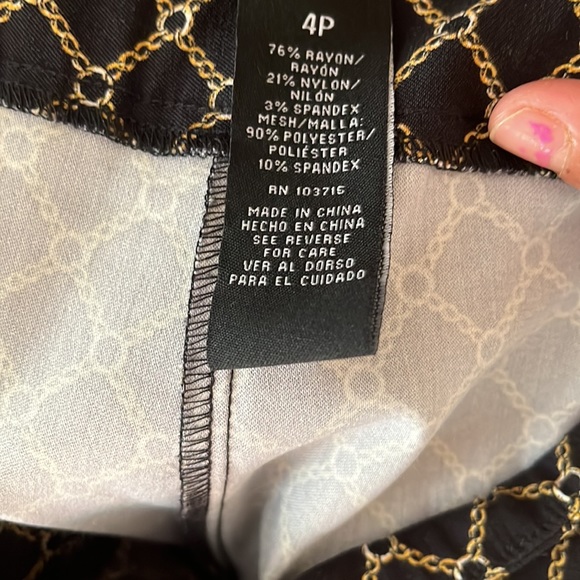 4P
76% RAYON/
RAYÓN
21% NYLON/
NILÓN
3% SPANDEX
MESH/MALLA:
90% POLYESTER/
POLIÉSTER
10% SPANDEX
RN 103715
MADE IN CHINA
HECHO EN CHINA
SEE REVERSE
FOR CARE
VER AL DORSO
PARA EL CUIDADO